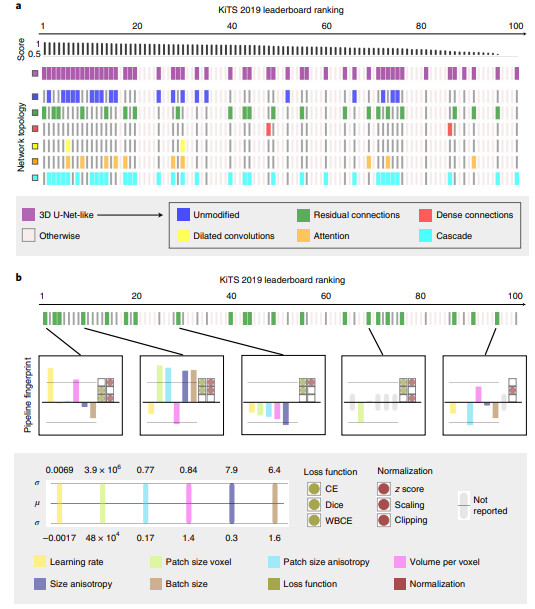 a
KiTS 2019 leaderboard ranking
1 20 40 60 80 100
Score
1
0.5
Network topology
3D U-Net-like
Unmodified
Residual connections
Dense connections
Otherwise
Dilated convolutions
Attention
Cascade
b
KiTS 2019 leaderboard ranking
1 20 40 60 80 100
Pipeline fingerprint
0.0069 3.9 × 10⁶ 0.77 0.84 7.9 6.4
σ
μ
σ
–0.0017 48 × 10⁴ 0.17 1.4 0.3 1.6
Loss function
CE
Dice
WBCE
Normalization
z score
Scaling
Clipping
Not
reported
Learning rate
Patch size voxel
Patch size anisotropy
Volume per voxel
Size anisotropy
Batch size
Loss function
Normalization